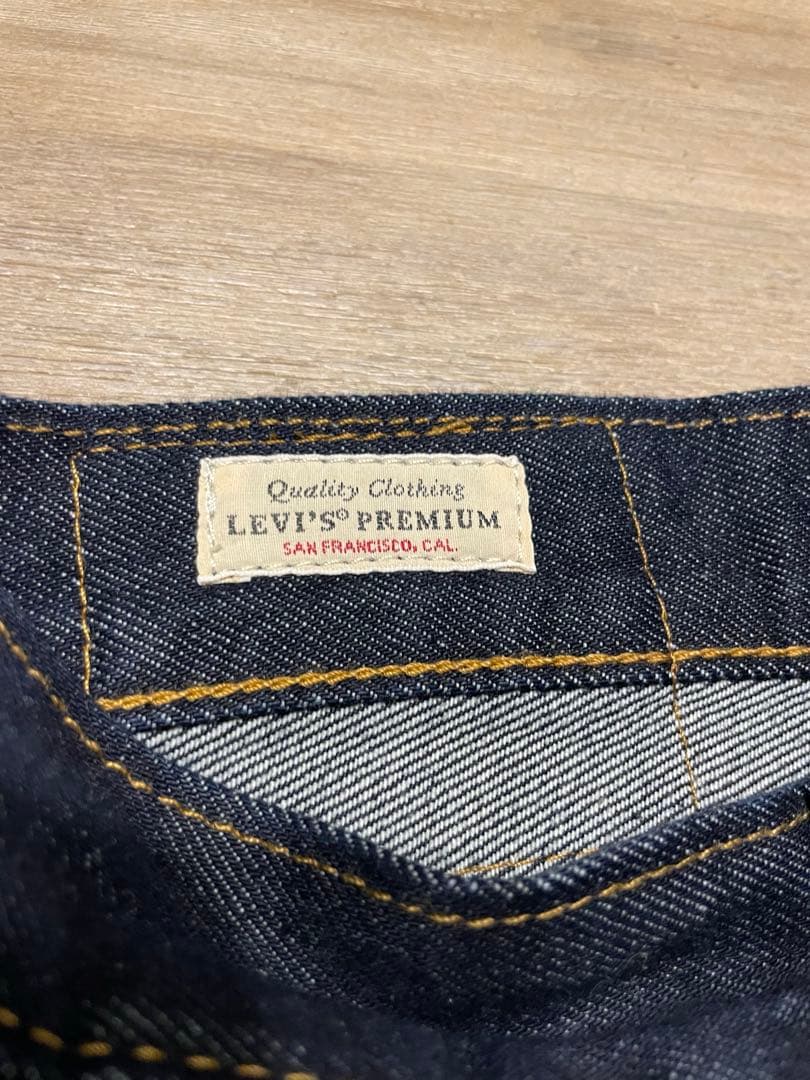 Quality Clothing
LEVI'S® PREMIUM
SAN FRANCISCO, CAL.